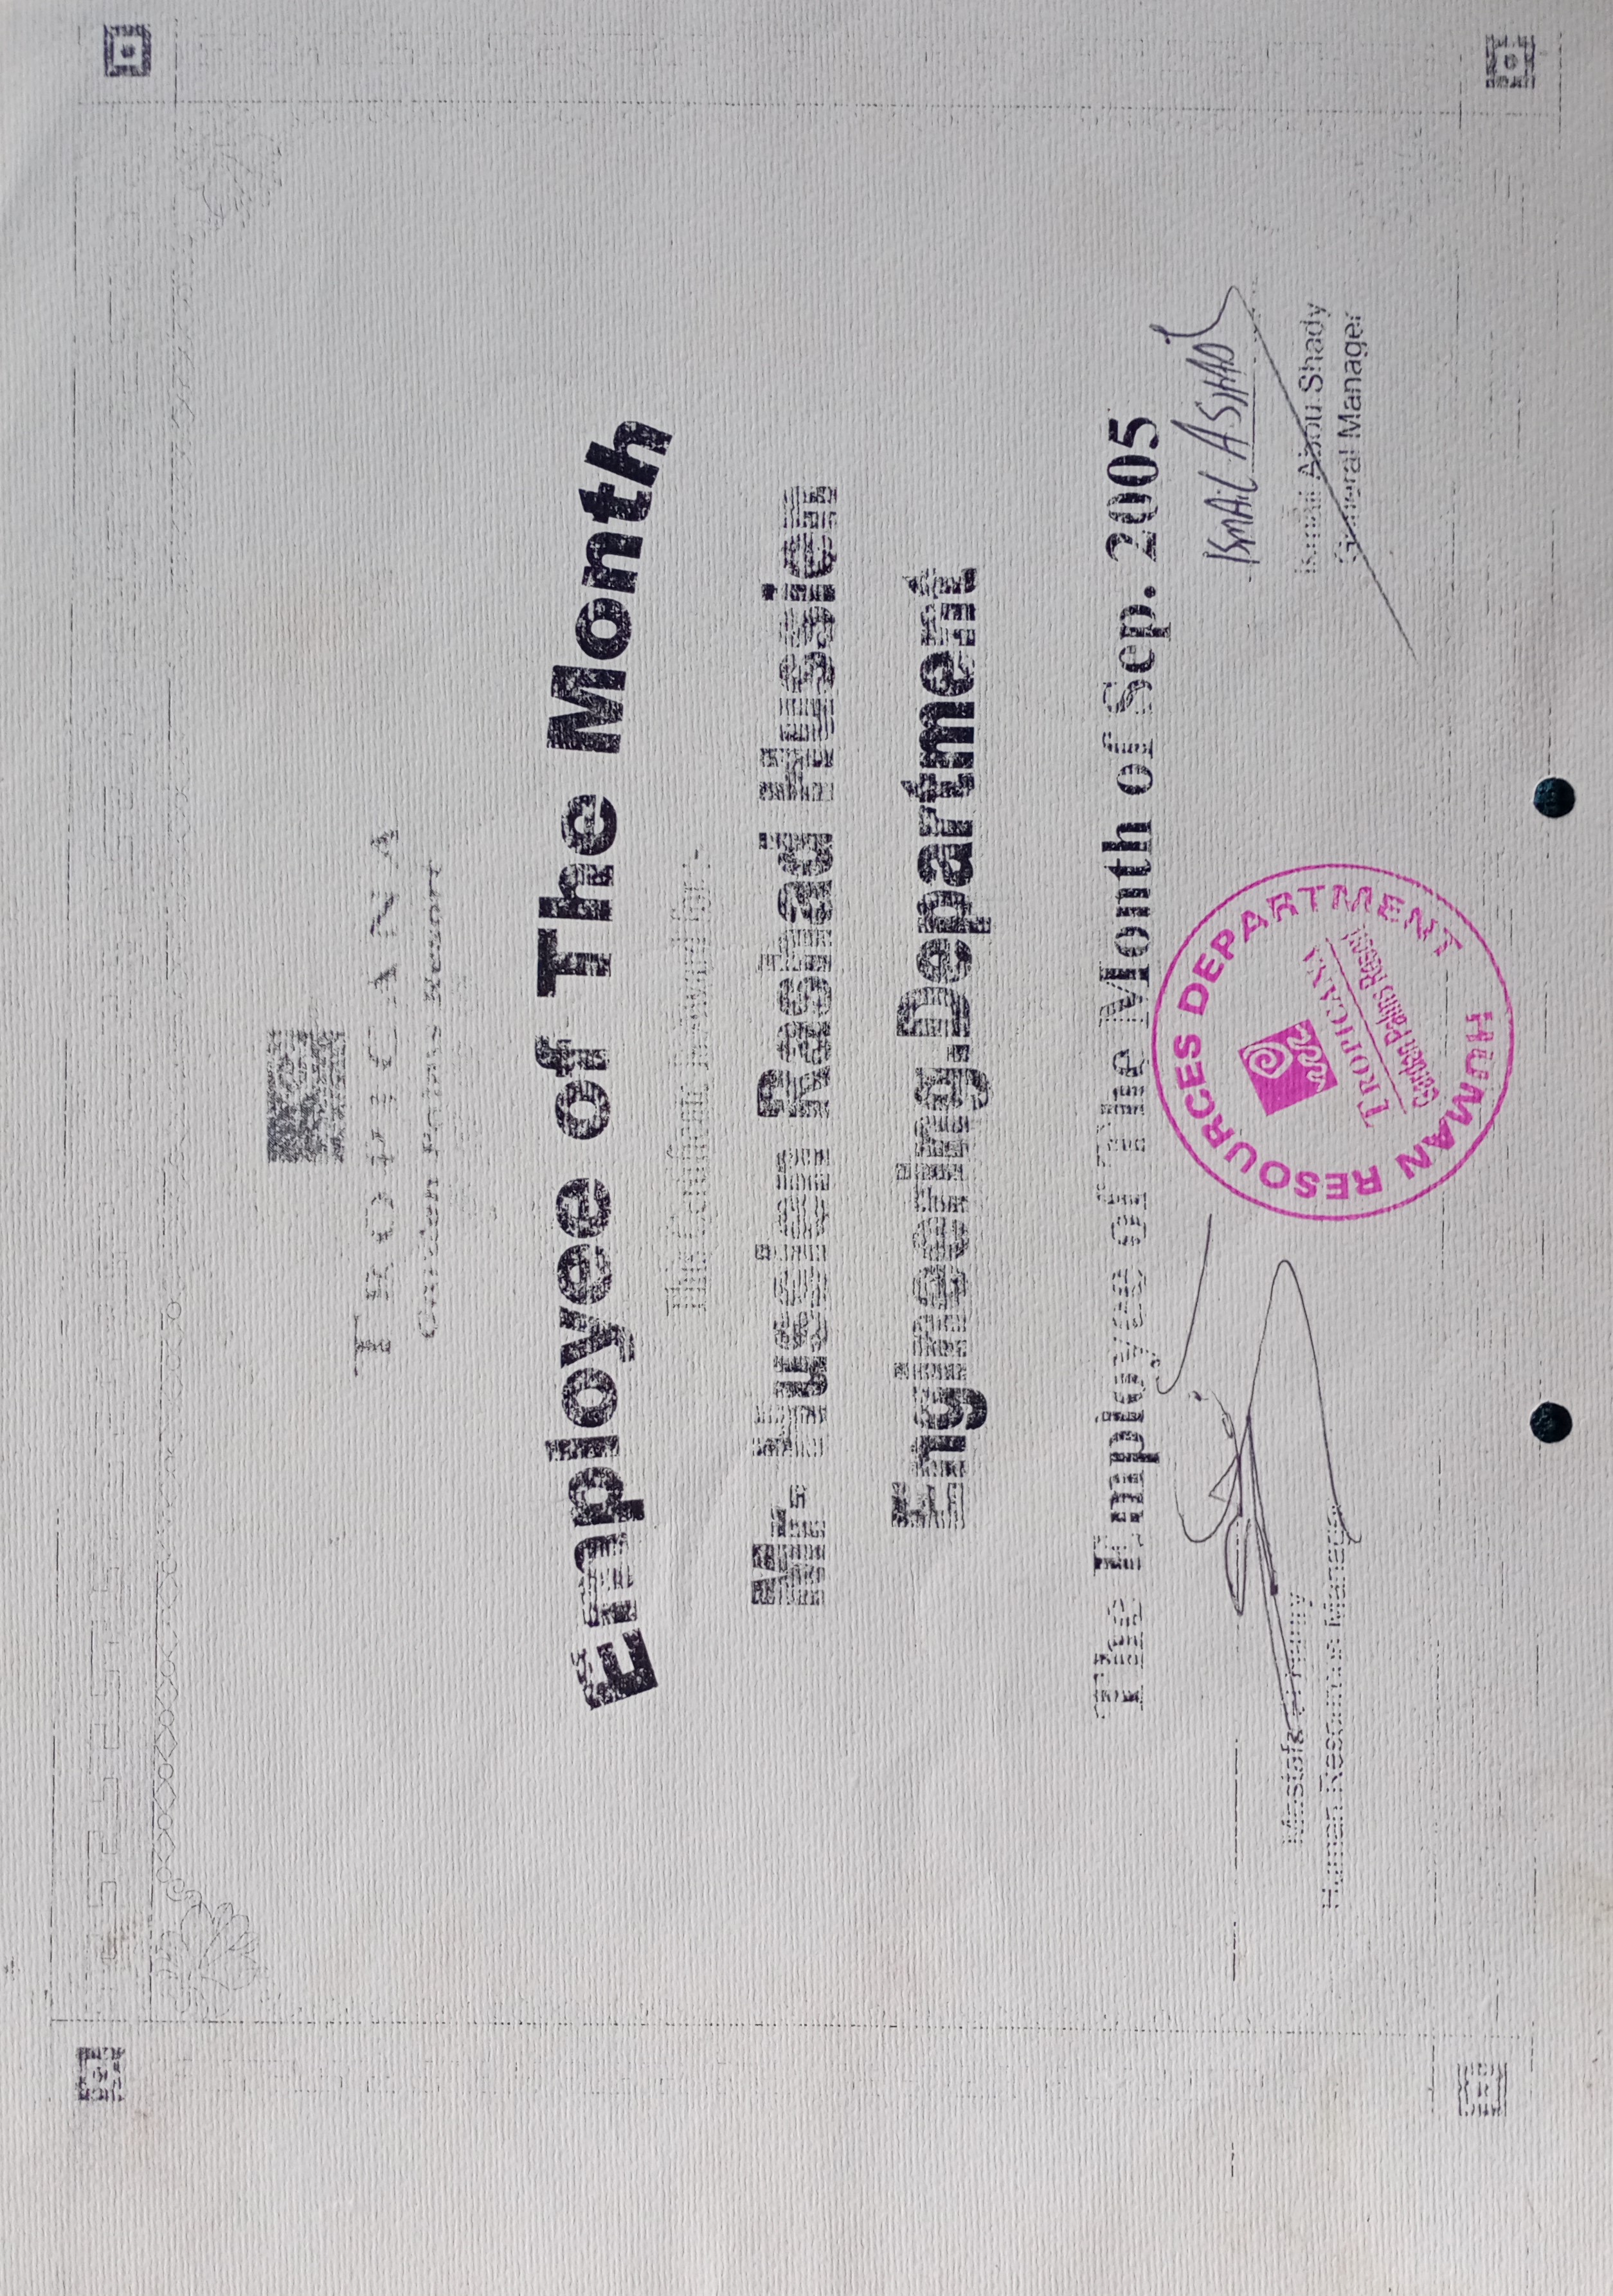 TROPICANA
Garden Palms Resort
Employee of The Month
This Certificate Is Award for :-
Mr. Hussien Rashad Hussien
Engineering.Department
The Employee of The Month of Sep. 2005
Mostafa
Human Resources Manager
HUMAN RESOURCES DEPARTMENT
TROPICANA
Garden Palms Resort
ISMAIL ASHADY
Ismail Abou Shady
General Manager